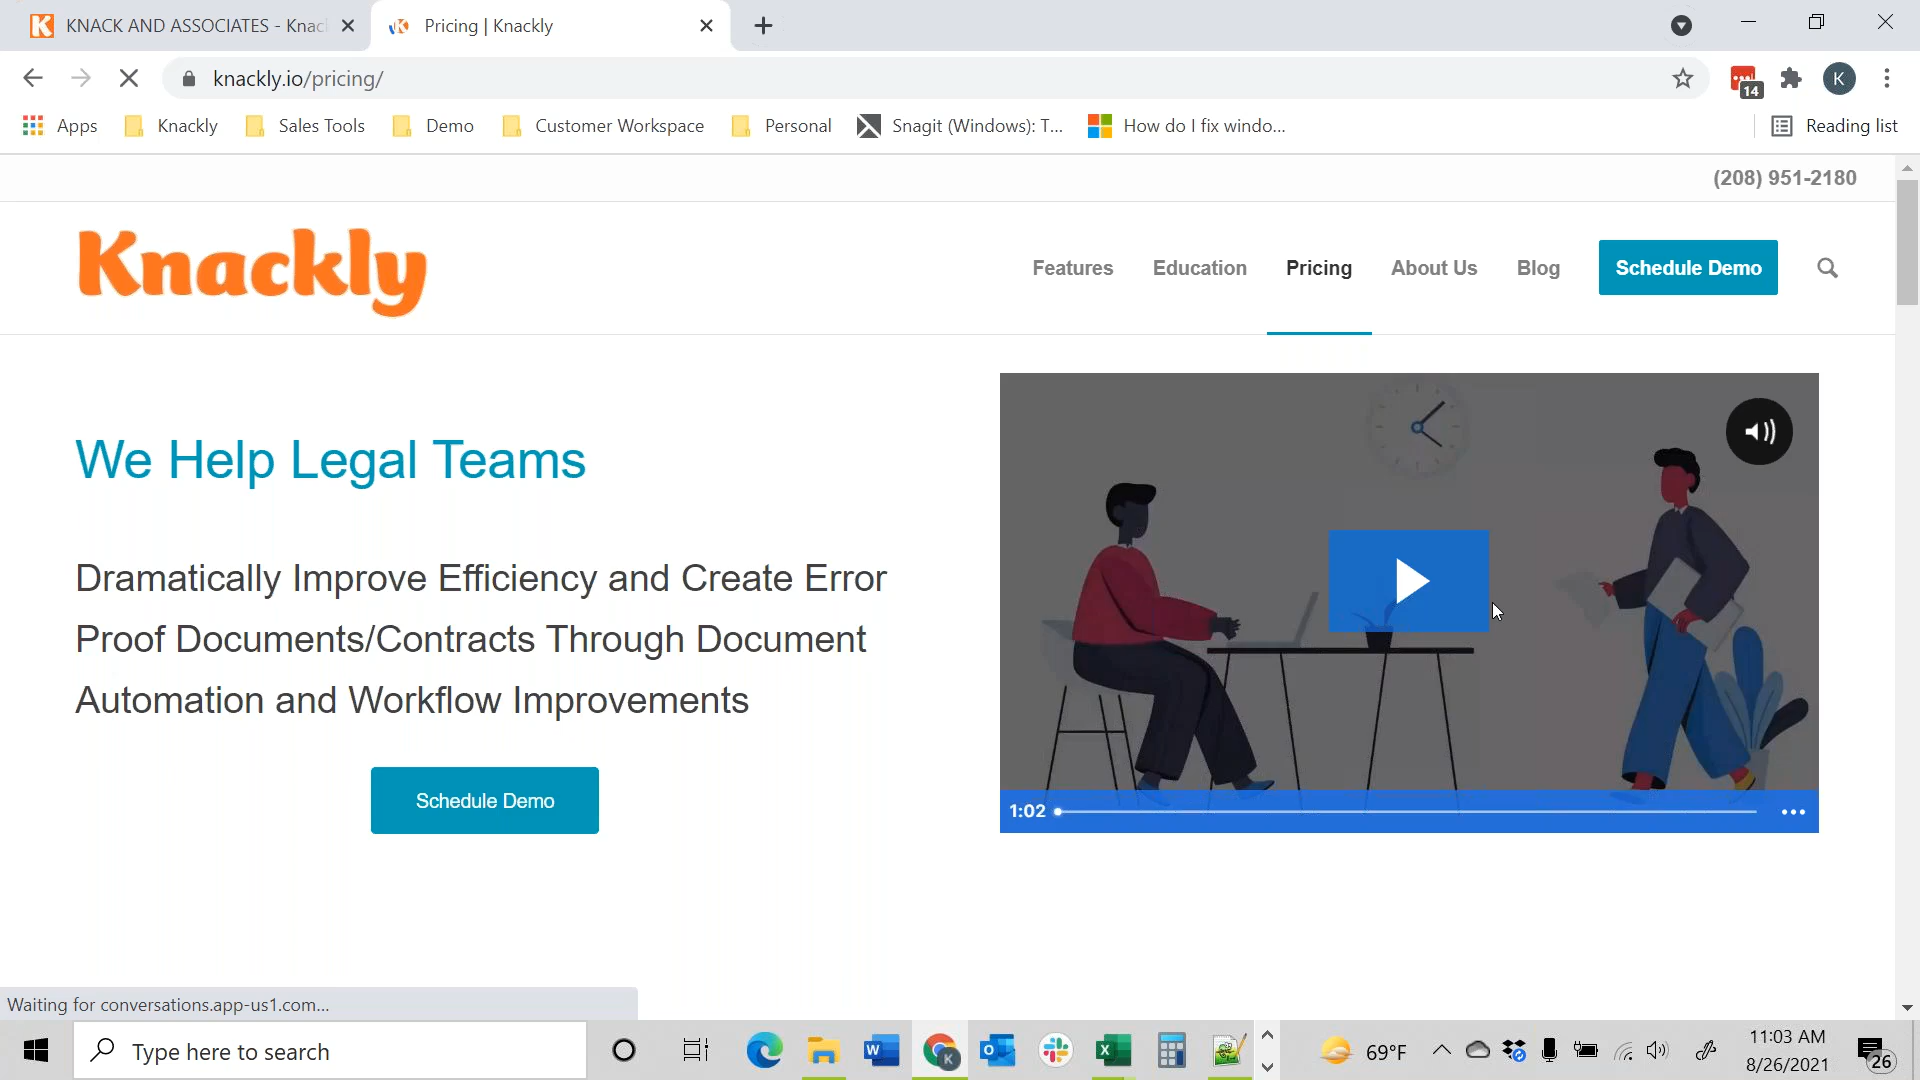 KNACK AND ASSOCIATES - Knac
Pricing | Knackly
knackly.io/pricing/
14
K
Apps
Knackly
Sales Tools
Demo
Customer Workspace
Personal
Snagit (Windows): T...
How do I fix windo...
Reading list
(208) 951-2180
Knackly
Features
Education
Pricing
About Us
Blog
Schedule Demo
We Help Legal Teams
Dramatically Improve Efficiency and Create Error
Proof Documents/Contracts Through Document
Automation and Workflow Improvements
Schedule Demo
1:02
Waiting for conversations.app-us1.com...
Type here to search
69°F
11:03 AM
8/26/2021
26